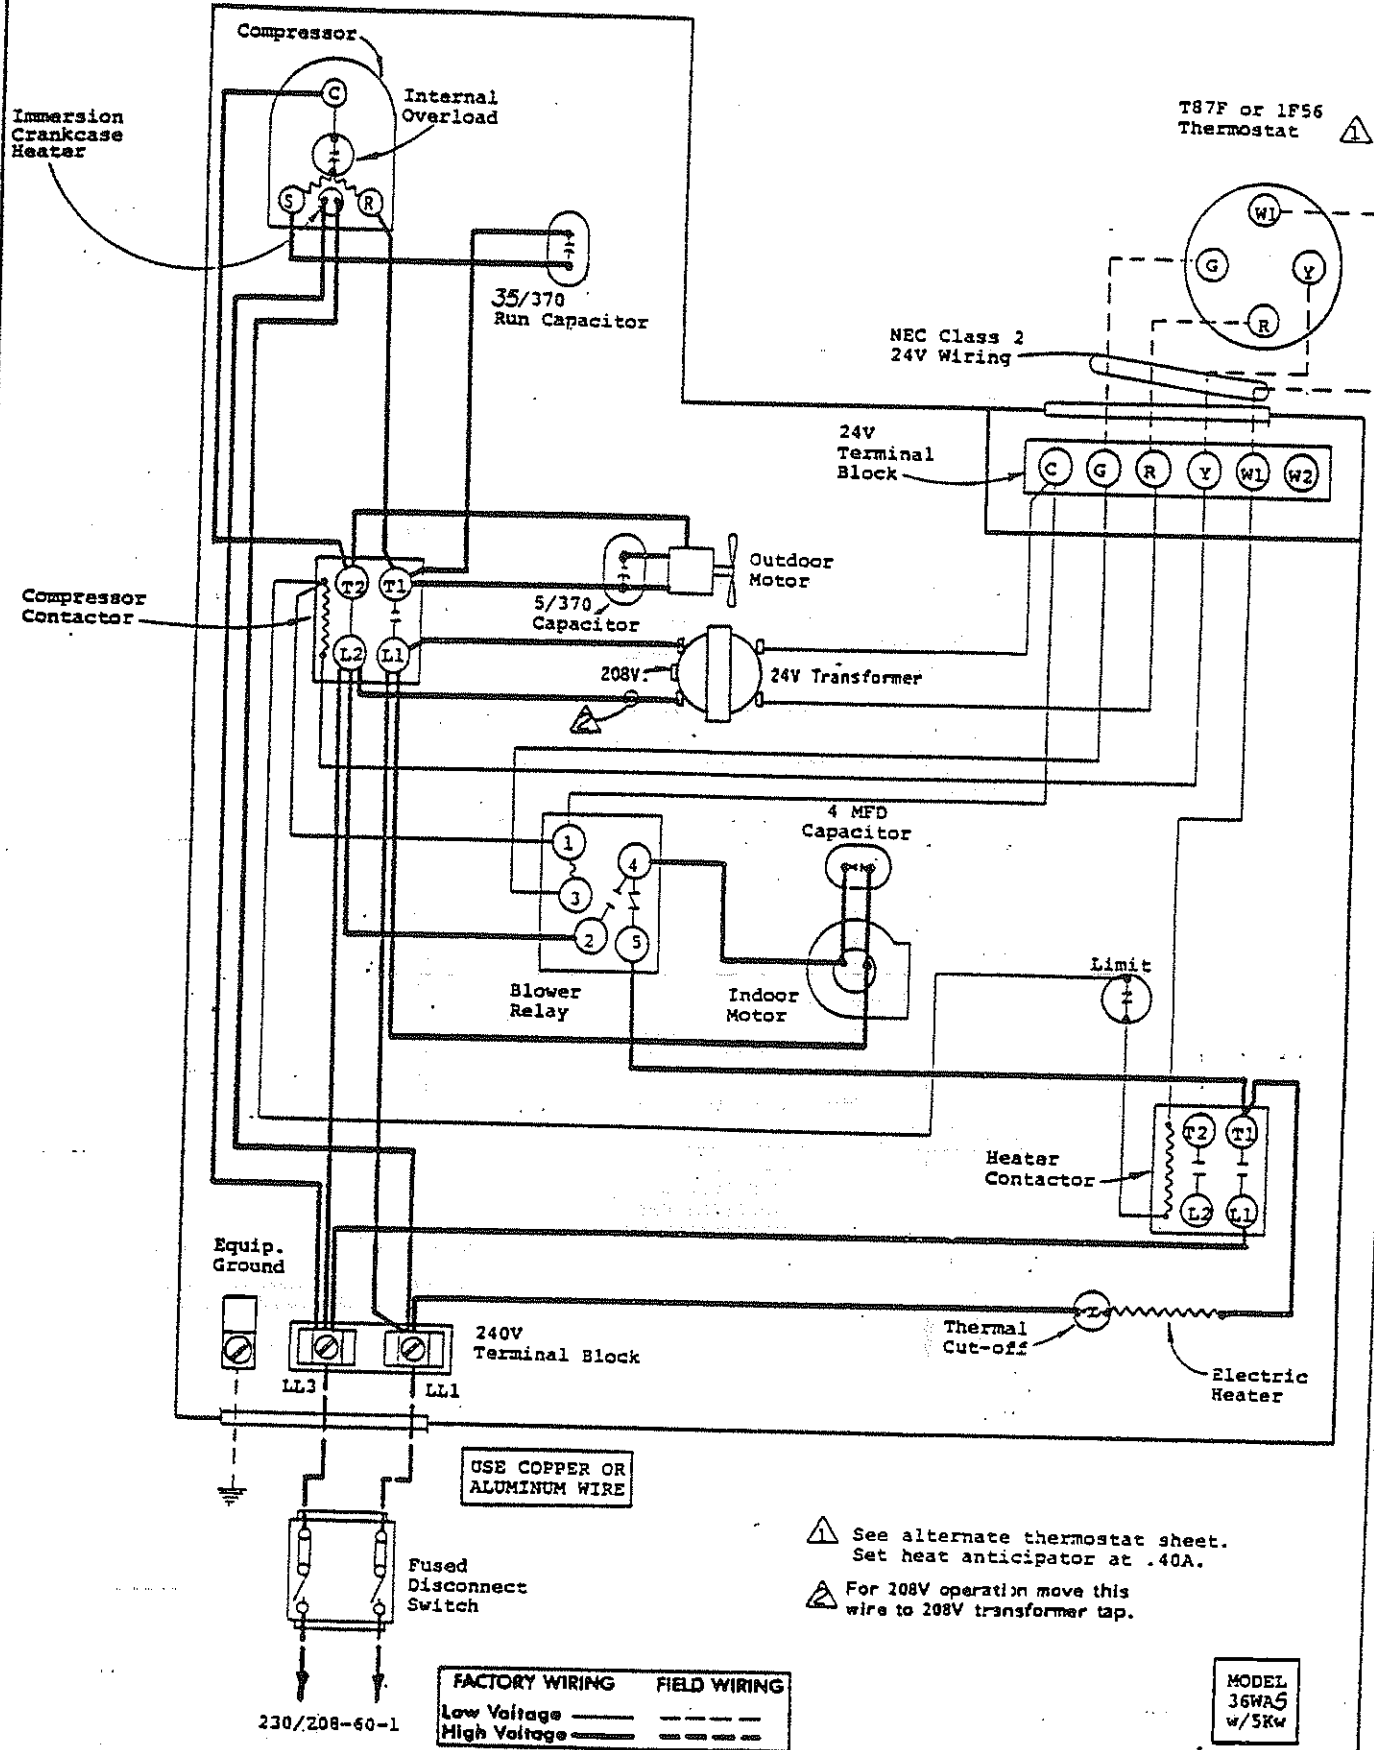 Compressor
C
Internal
Overload
Immersion
Crankcase
Heater
S
R
35/370
Run Capacitor
T87F or 1F56
Thermostat
1
W1
G
Y
R
NEC Class 2
24V Wiring
24V
Terminal
Block
C
G
R
Y
W1
W2
Outdoor
Motor
5/370
Capacitor
Compressor
Contactor
T2
T1
L2
L1
208V.
24V Transformer
2
4 MFD
Capacitor
1
4
3
2
5
Blower
Relay
Indoor
Motor
Limit
Heater
Contactor
T2
T1
L2
L1
Equip.
Ground
240V
Terminal Block
LL3
LL1
Thermal
Cut-off
Electric
Heater
USE COPPER OR
ALUMINUM WIRE
Fused
Disconnect
Switch
230/208-60-1
1 See alternate thermostat sheet.
Set heat anticipator at .40A.
2 For 208V operation move this
wire to 208V transformer tap.
FACTORY WIRING FIELD WIRING
Low Voltage
High Voltage
MODEL
36WA5
w/5Kw